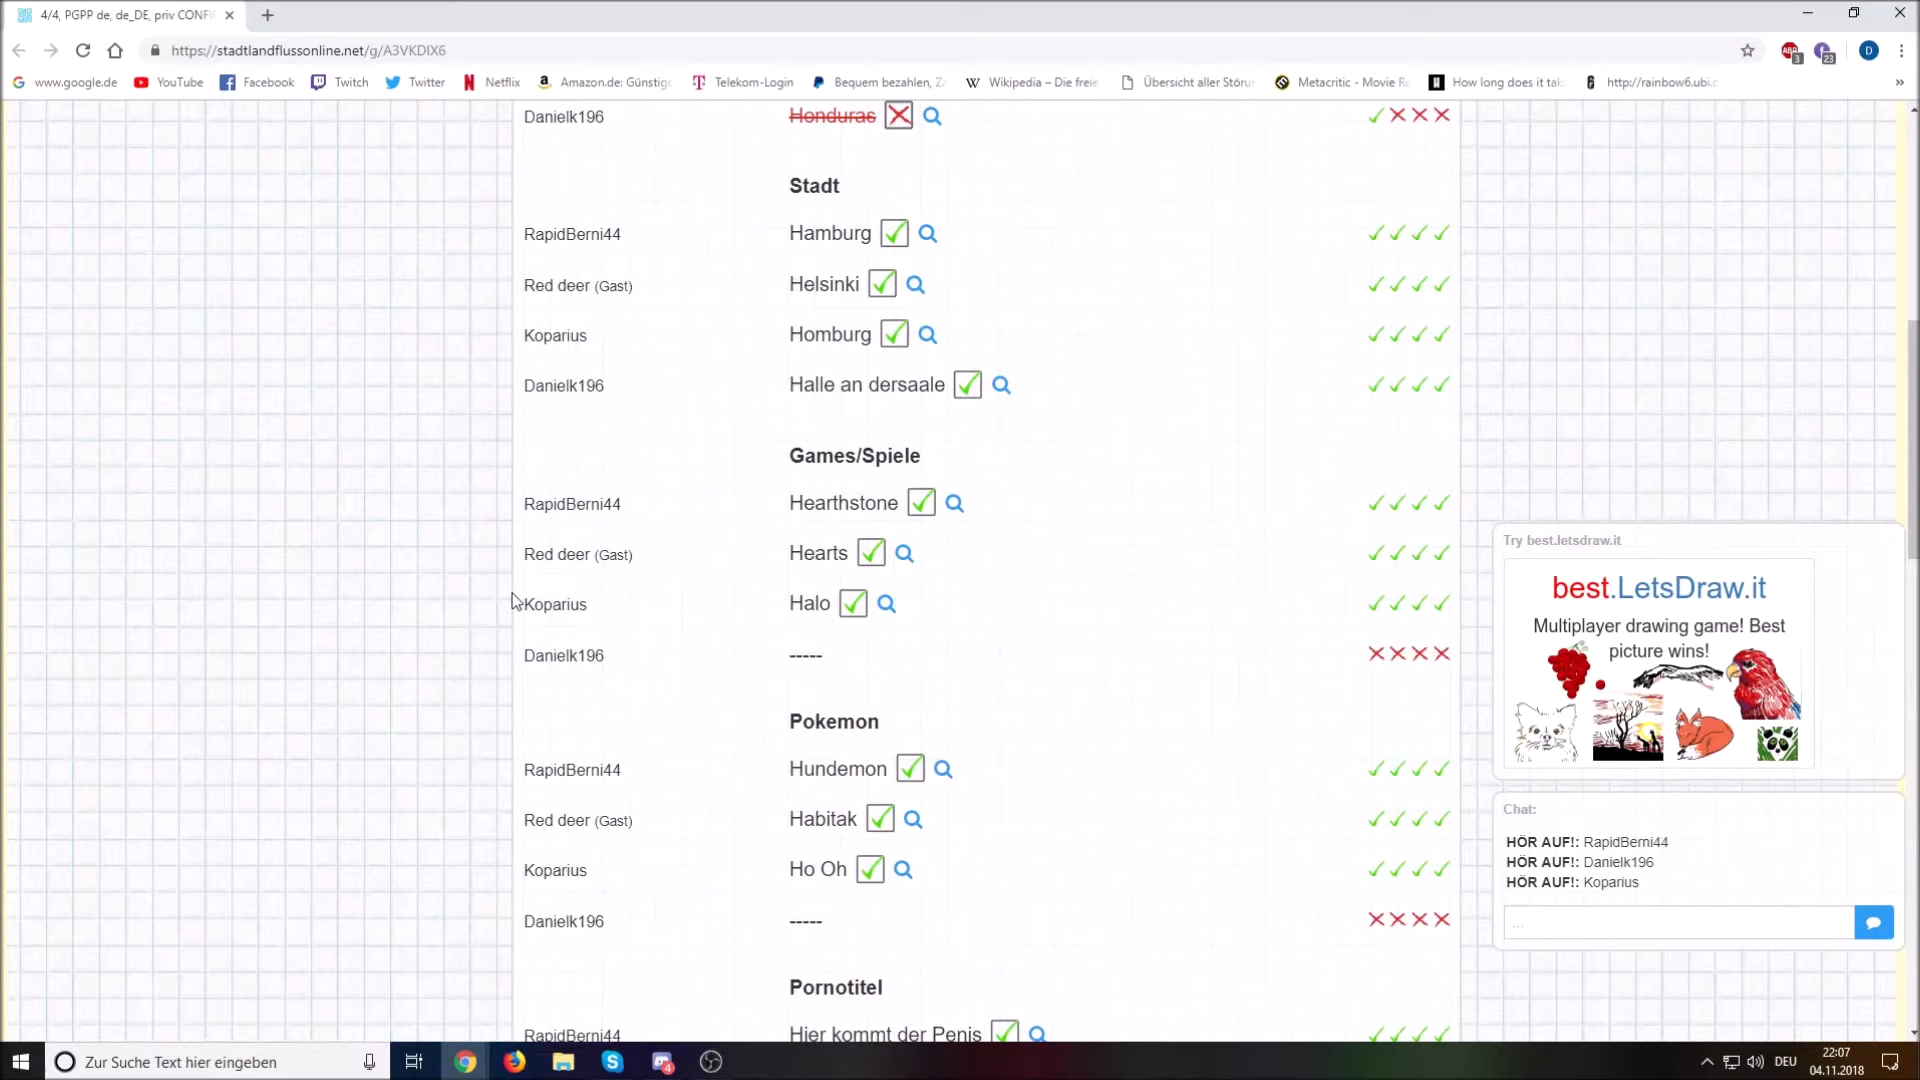 4/4, PGPP de, de_DE, priv CONFI
https://stadtlandflussonline.net/g/A3VKDIX6
ABP 3
23
D
www.google.de
YouTube
Facebook
Twitch
Twitter
Netflix
Amazon.de: Günstig
Telekom-Login
Bequem bezahlen, Z
Wikipedia – Die freie
Übersicht aller Störu
Metacritic - Movie Re
How long does it tak
http://rainbow6.ubi.c
Danielk196 Honduras
Stadt
RapidBerni44 Hamburg
Red deer (Gast) Helsinki
Koparius Homburg
Danielk196 Halle an dersaale
Games/Spiele
RapidBerni44 Hearthstone
Red deer (Gast) Hearts
Koparius Halo
Danielk196 -----
Pokemon
RapidBerni44 Hundemon
Red deer (Gast) Habitak
Koparius Ho Oh
Danielk196 -----
Pornotitel
RapidBerni44 Hier kommt der Penis
Try best.letsdraw.it
best.LetsDraw.it
Multiplayer drawing game! Best
picture wins!
Chat:
HÖR AUF!: RapidBerni44
HÖR AUF!: Danielk196
HÖR AUF!: Koparius
...
Zur Suche Text hier eingeben
4
DEU
22:07
04.11.2018